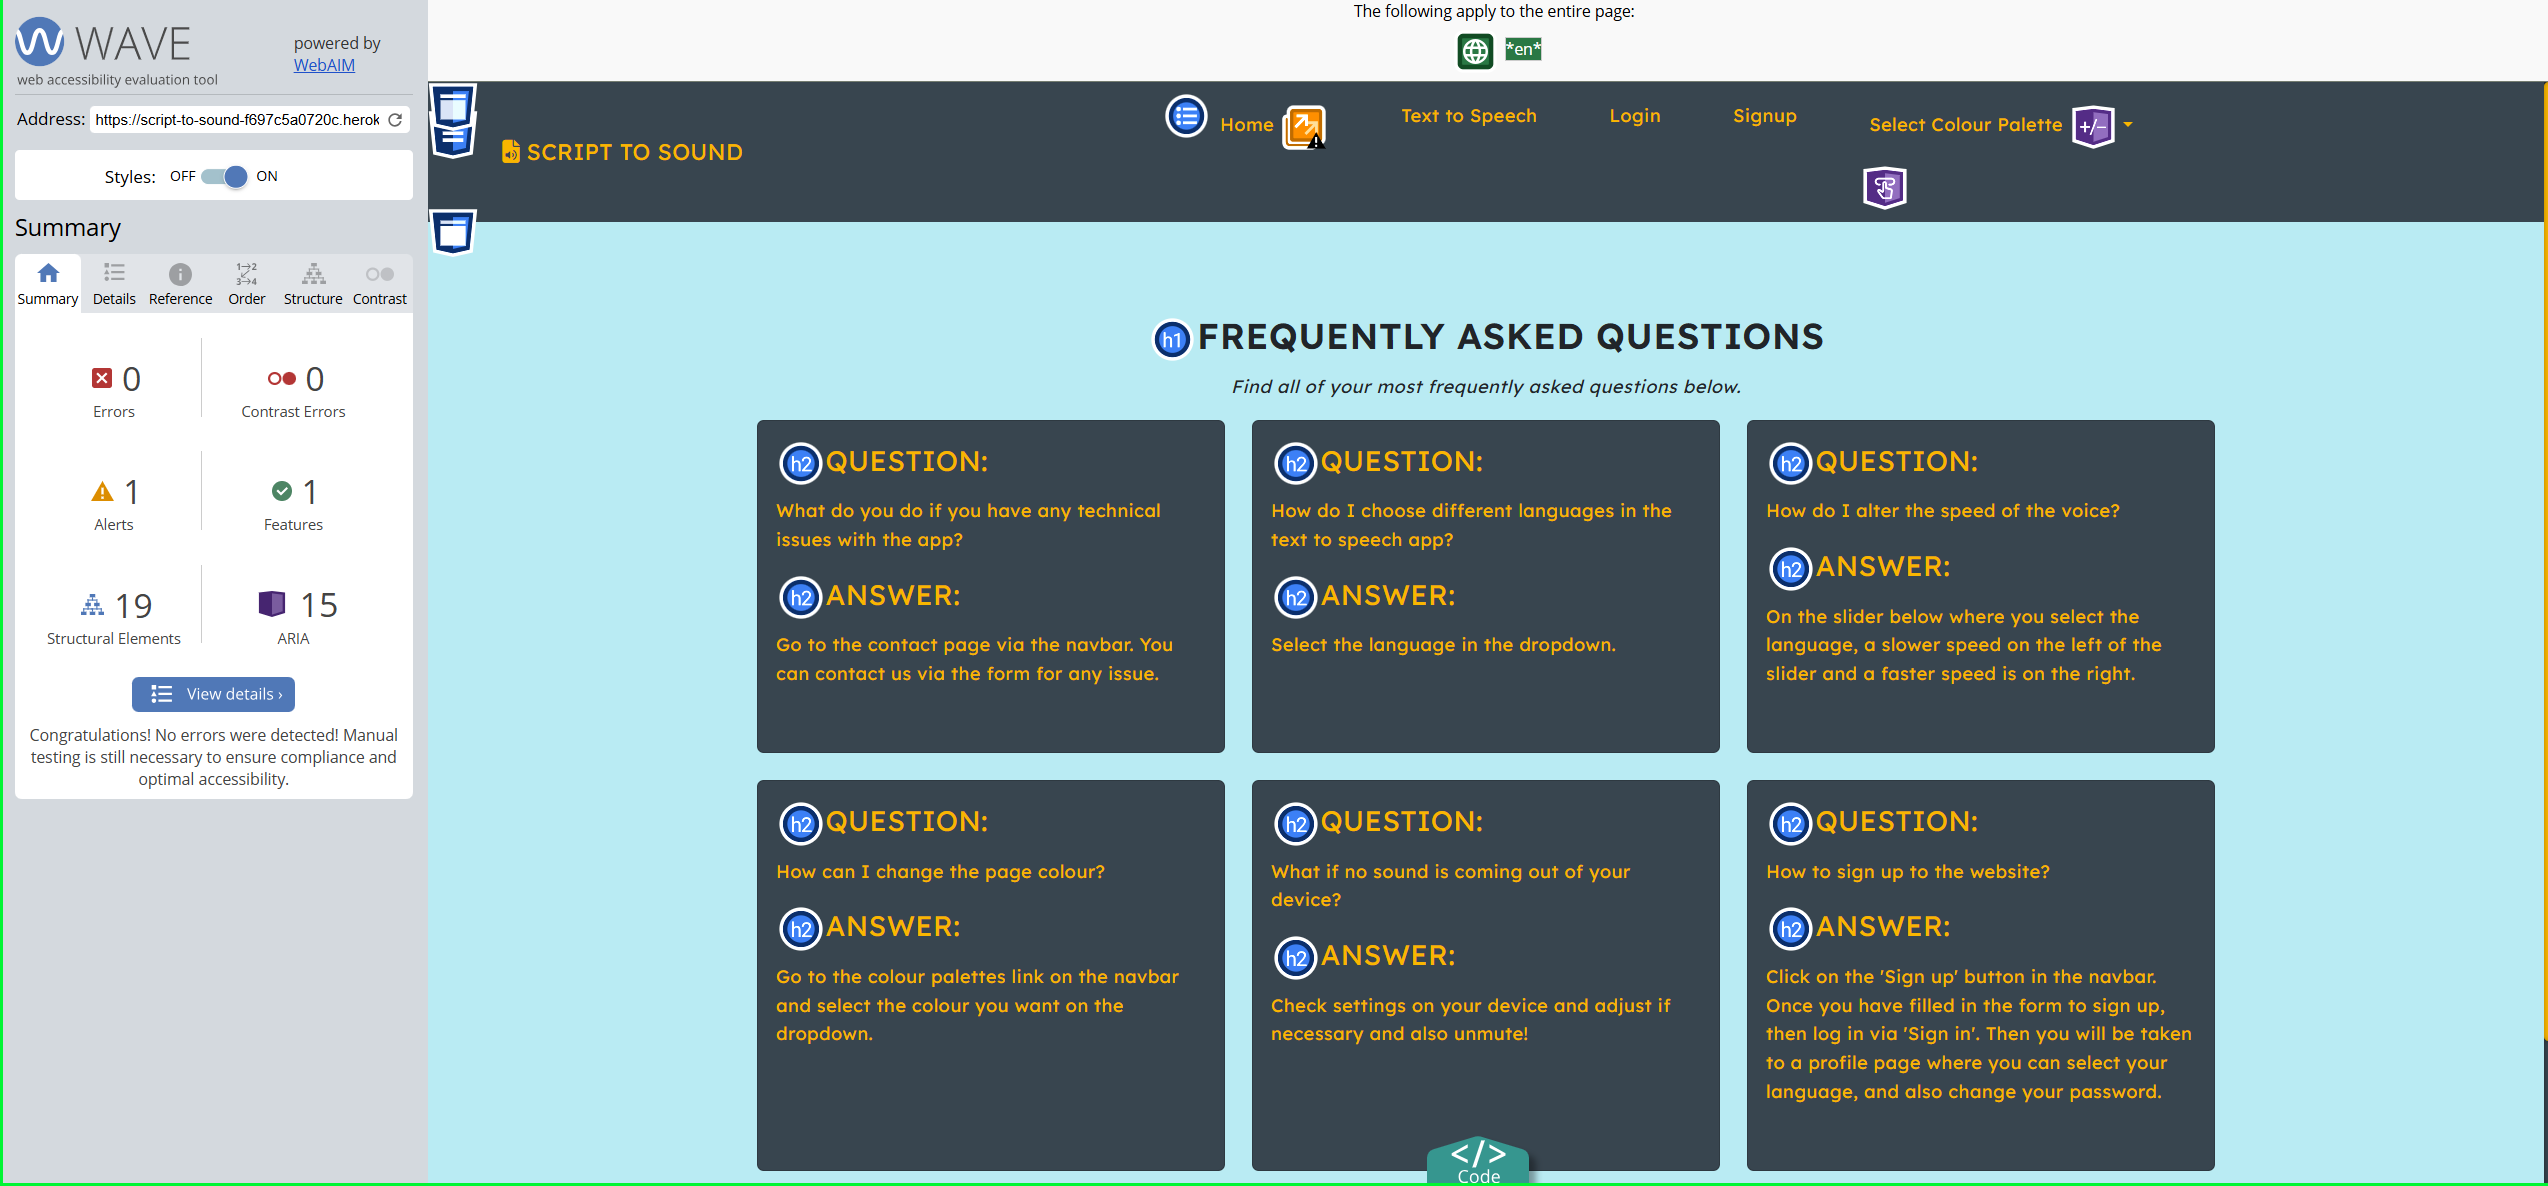 WAVE
web accessibility evaluation tool
powered by
WebAIM
Address: https://script-to-sound-f697c5a0720c.herok
Styles: OFF ON
Summary
Summary Details Reference Order Structure Contrast
0
Errors
0
Contrast Errors
1
Alerts
1
Features
19
Structural Elements
15
ARIA
View details ›
Congratulations! No errors were detected! Manual
testing is still necessary to ensure compliance and
optimal accessibility.
The following apply to the entire page:
*en*
SCRIPT TO SOUND
Home Text to Speech Login Signup Select Colour Palette +/-
h1 FREQUENTLY ASKED QUESTIONS
Find all of your most frequently asked questions below.
h2 QUESTION:
What do you do if you have any technical
issues with the app?
h2 ANSWER:
Go to the contact page via the navbar. You
can contact us via the form for any issue.
h2 QUESTION:
How do I choose different languages in the
text to speech app?
h2 ANSWER:
Select the language in the dropdown.
h2 QUESTION:
How do I alter the speed of the voice?
h2 ANSWER:
On the slider below where you select the
language, a slower speed on the left of the
slider and a faster speed is on the right.
h2 QUESTION:
How can I change the page colour?
h2 ANSWER:
Go to the colour palettes link on the navbar
and select the colour you want on the
dropdown.
h2 QUESTION:
What if no sound is coming out of your
device?
h2 ANSWER:
Check settings on your device and adjust if
necessary and also unmute!
h2 QUESTION:
How to sign up to the website?
h2 ANSWER:
Click on the 'Sign up' button in the navbar.
Once you have filled in the form to sign up,
then log in via 'Sign in'. Then you will be taken
to a profile page where you can select your
language, and also change your password.
</>
Code